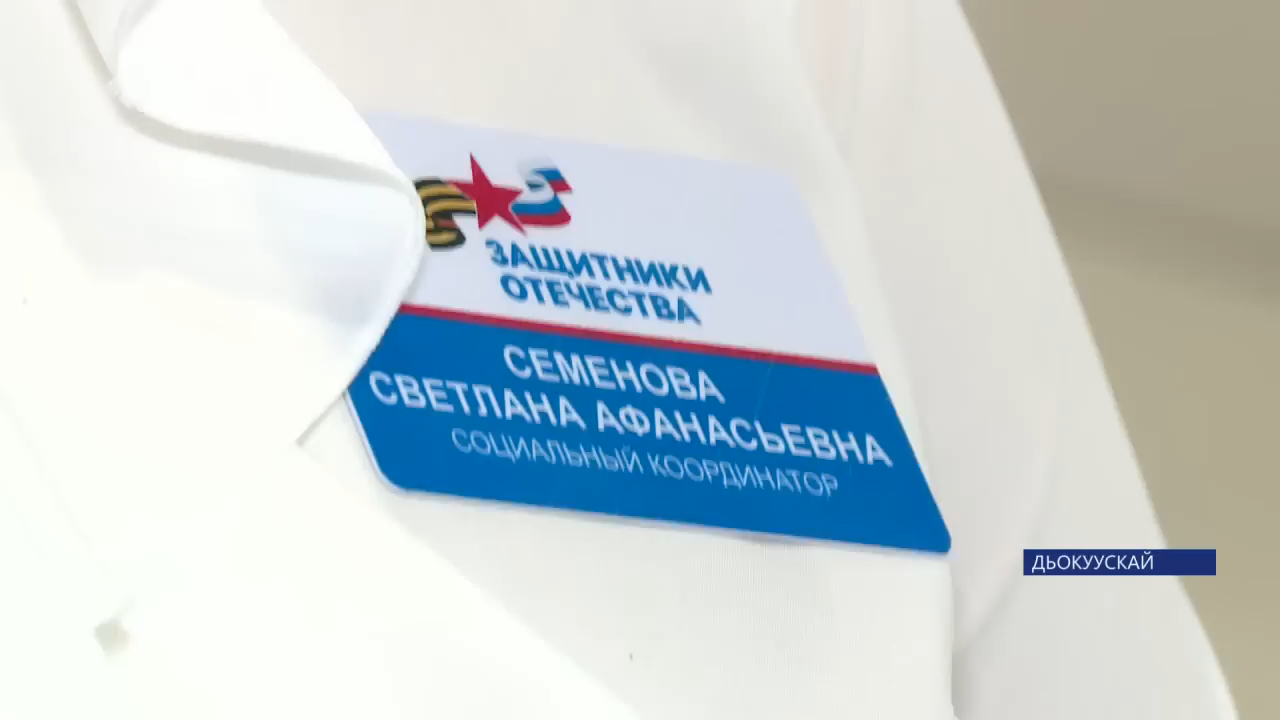 ЗАЩИТНИКИ
ОТЕЧЕСТВА
СЕМЕНОВА
СВЕТЛАНА АФАНАСЬЕВНА
СОЦИАЛЬНЫЙ КООРДИНАТОР
ДЬОКУУСКАЙ